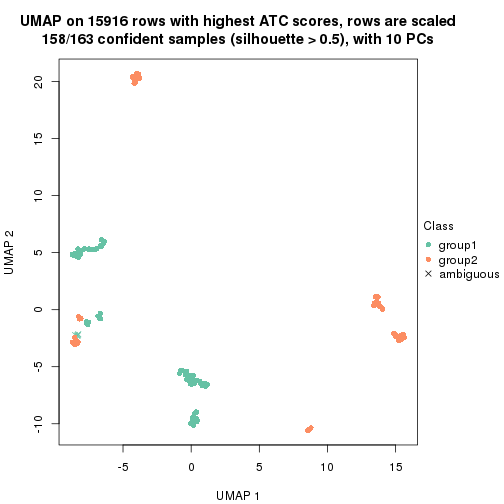 UMAP on 15916 rows with highest ATC scores, rows are scaled
158/163 confident samples (silhouette > 0.5), with 10 PCs
UMAP 2
20
15
10
5
0
-5
-10
-5
0
5
10
15
UMAP 1
Class
group1
group2
ambiguous